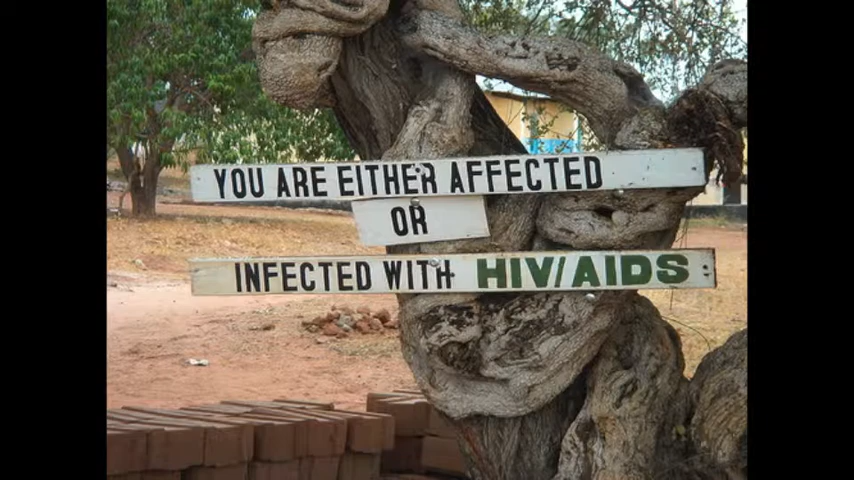 YOU ARE EITHER AFFECTED
OR
INFECTED WITH HIV/AIDS